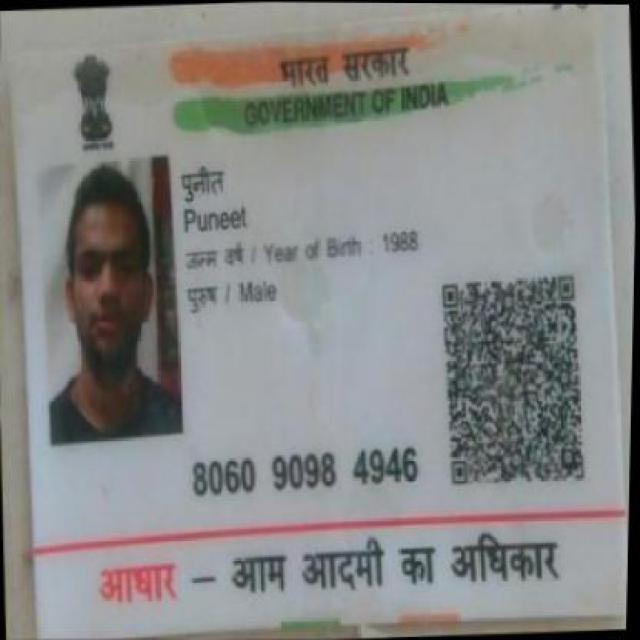 भारत सरकार
GOVERNMENT OF INDIA
पुनीत
Puneet
जन्म वर्ष / Year of Birth : 1988
पुरुष / Male
8060 9098 4946
आधार – आम आदमी का अधिकार